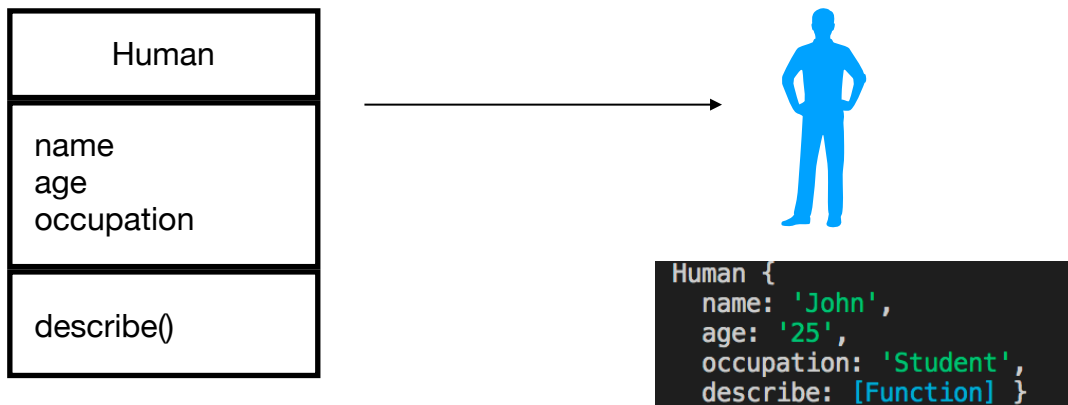 Human
name
age
occupation
describe()
Human {
name: 'John',
age: '25',
occupation: 'Student',
describe: [Function] }